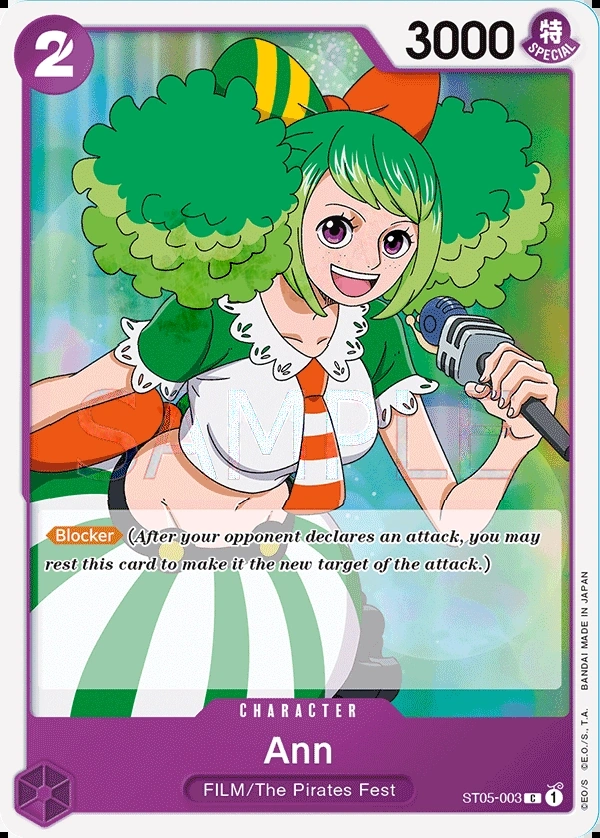 2
3000
特
SPECIAL
SAMPLE
Blocker (After your opponent declares an attack, you may
rest this card to make it the new target of the attack.)
CHARACTER
Ann
FILM/The Pirates Fest
ST05-003 C 1
©EO/S ©E.O./S., T.A. BANDAI MADE IN JAPAN